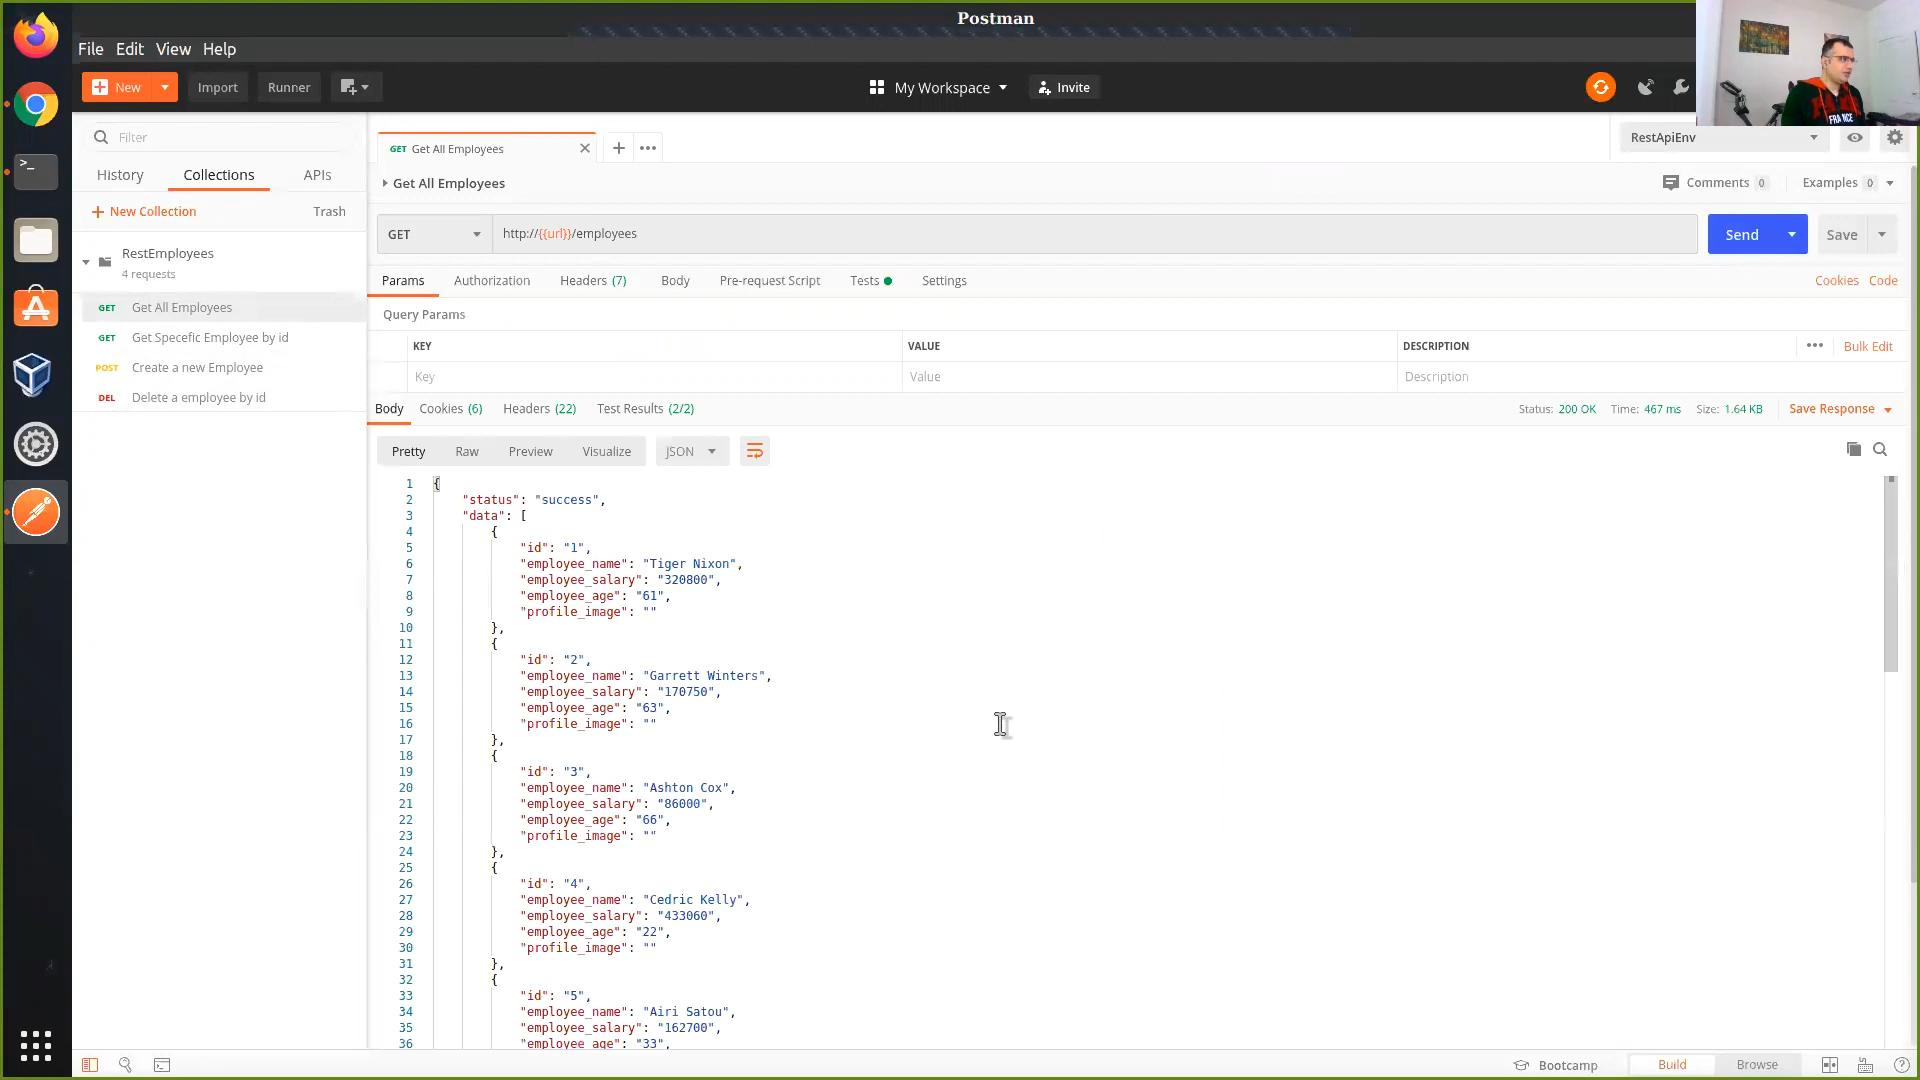 Postman
File Edit View Help
New Import Runner My Workspace Invite
Filter
History Collections APIs
New Collection Trash
RestEmployees
4 requests
GET Get All Employees
GET Get Specefic Employee by id
POST Create a new Employee
DEL Delete a employee by id
GET Get All Employees
RestApiEnv
Get All Employees
Comments 0 Examples 0
GET http://{{url}}/employees Send Save
Params Authorization Headers (7) Body Pre-request Script Tests Settings Cookies Code
Query Params
KEY VALUE DESCRIPTION Bulk Edit
Key Value Description
Body Cookies (6) Headers (22) Test Results (2/2) Status: 200 OK Time: 467 ms Size: 1.64 KB Save Response
Pretty Raw Preview Visualize JSON
1 {
2 "status": "success",
3 "data": [
4 {
5 "id": "1",
6 "employee_name": "Tiger Nixon",
7 "employee_salary": "320800",
8 "employee_age": "61",
9 "profile_image": ""
10 },
11 {
12 "id": "2",
13 "employee_name": "Garrett Winters",
14 "employee_salary": "170750",
15 "employee_age": "63",
16 "profile_image": ""
17 },
18 {
19 "id": "3",
20 "employee_name": "Ashton Cox",
21 "employee_salary": "86000",
22 "employee_age": "66",
23 "profile_image": ""
24 },
25 {
26 "id": "4",
27 "employee_name": "Cedric Kelly",
28 "employee_salary": "433060",
29 "employee_age": "22",
30 "profile_image": ""
31 },
32 {
33 "id": "5",
34 "employee_name": "Airi Satou",
35 "employee_salary": "162700",
36 "employee_age": "33",
Bootcamp Build Browse